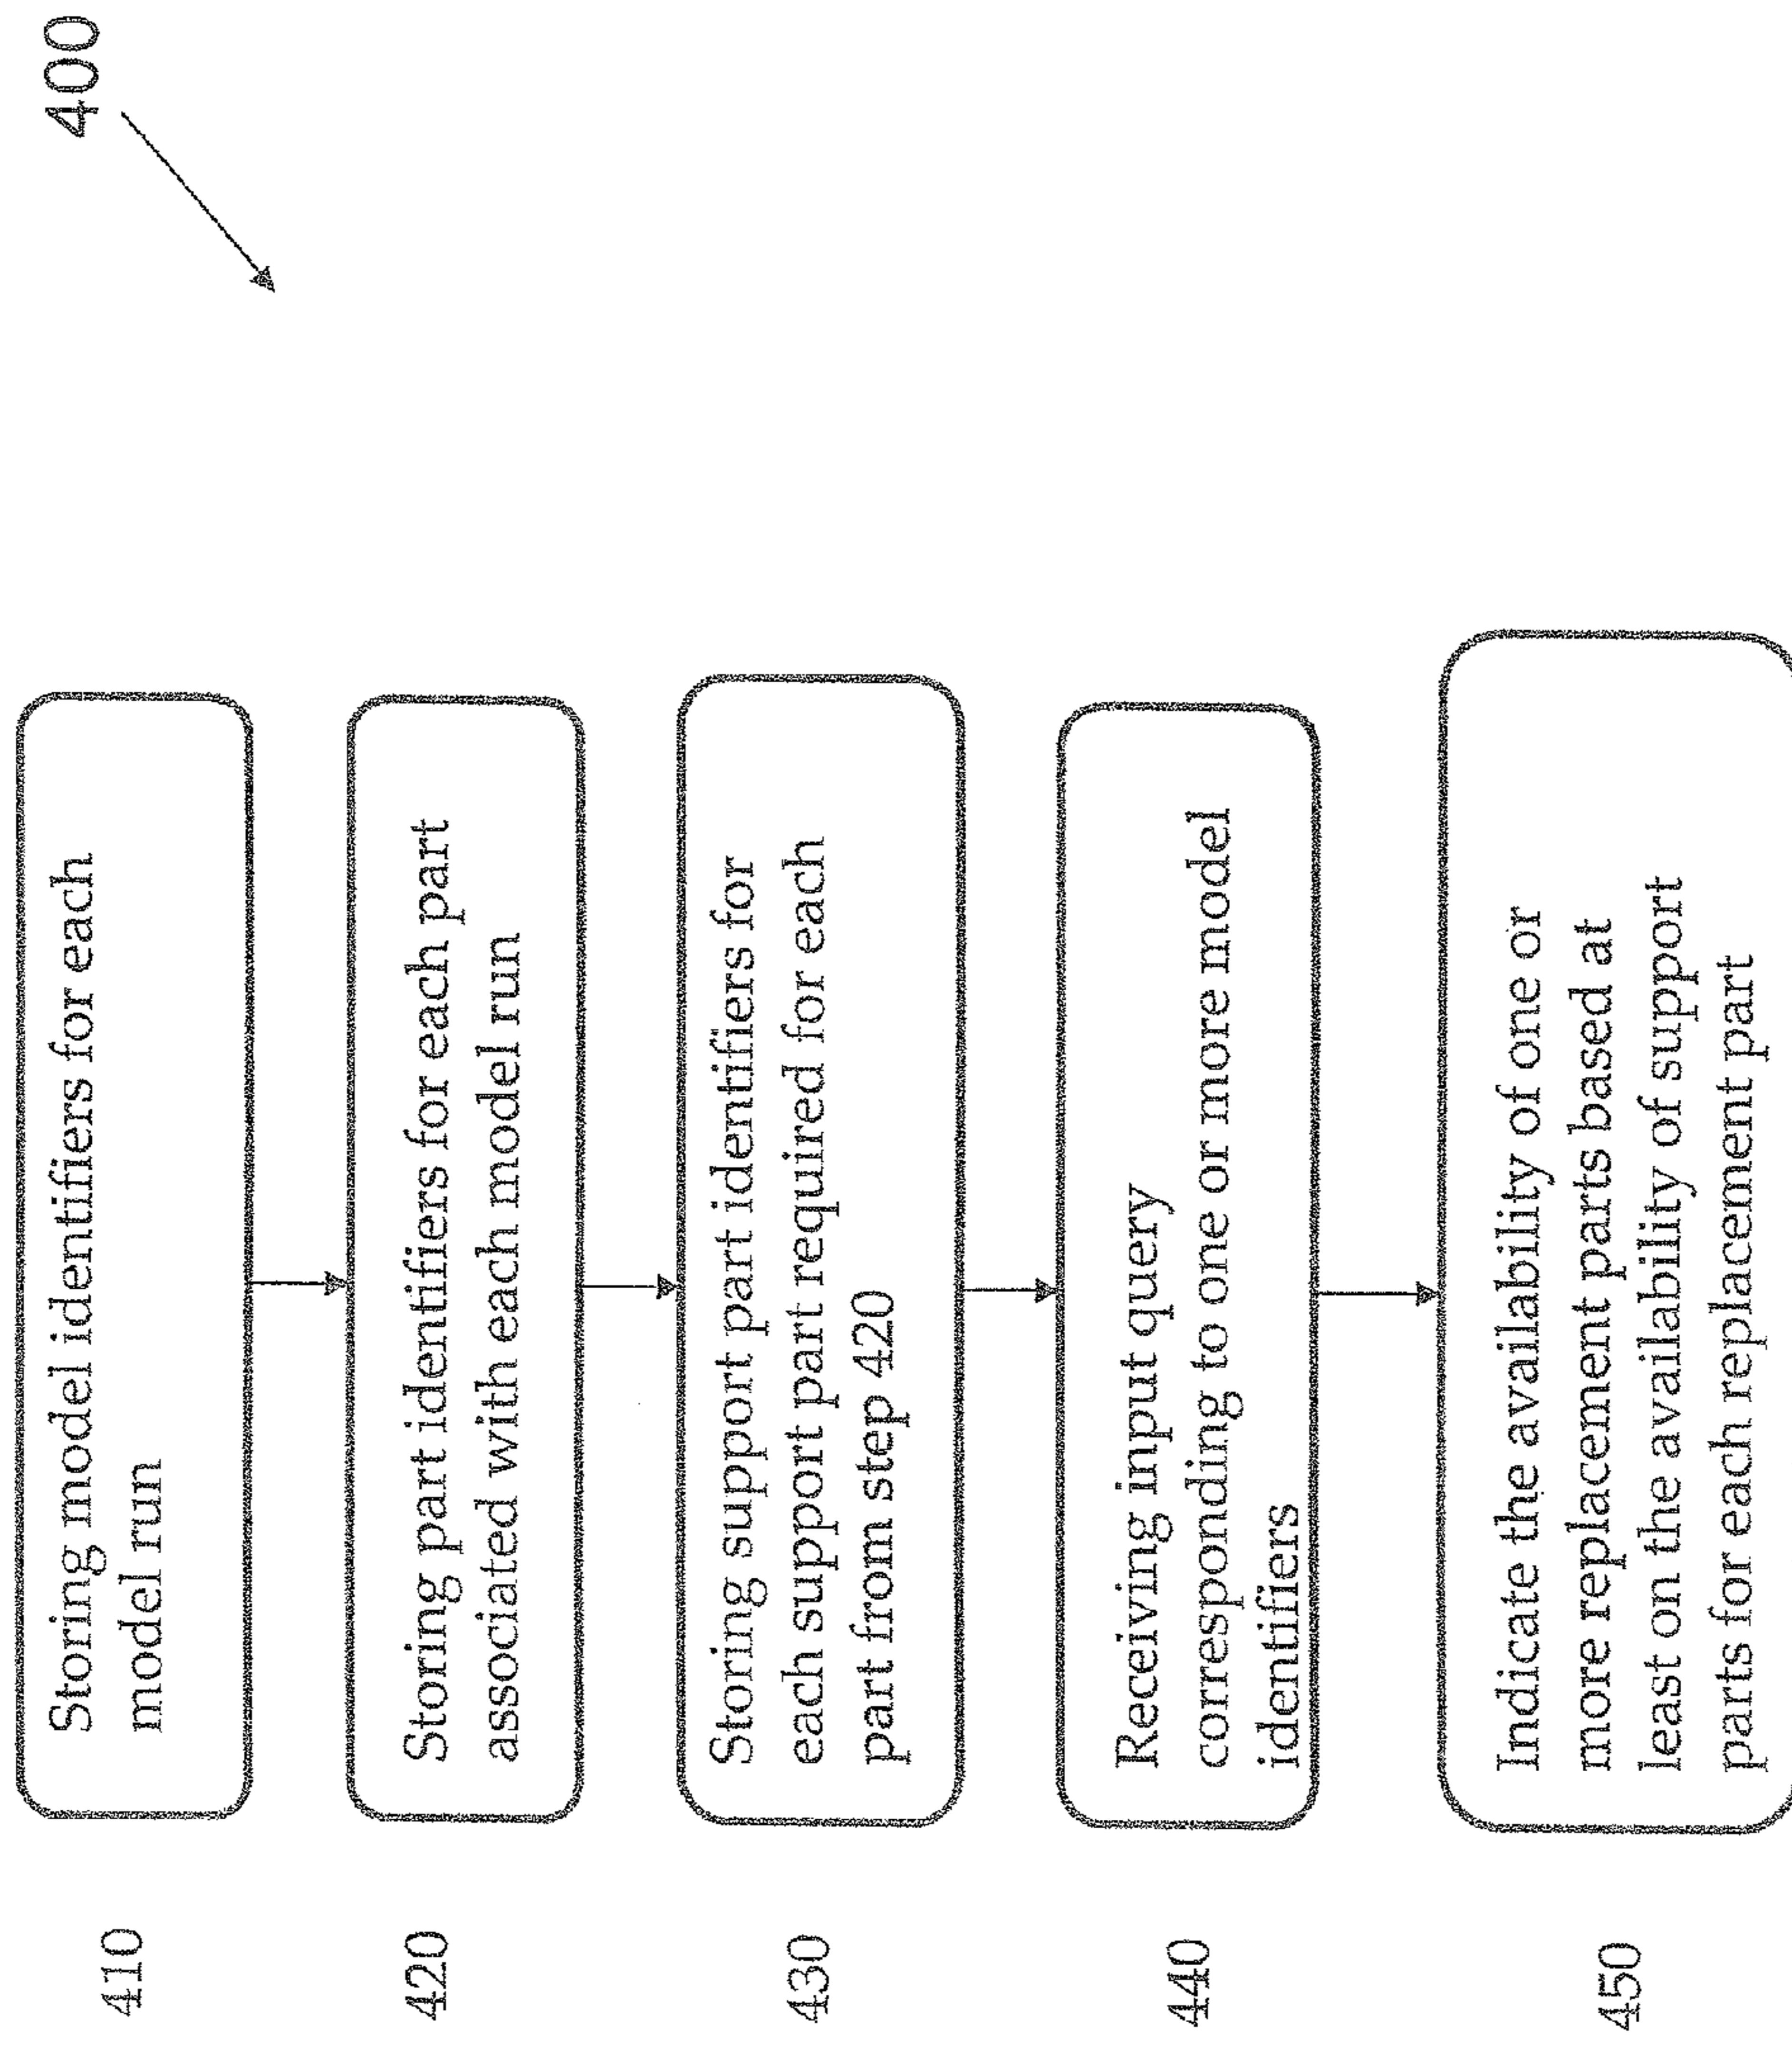 400
410
Storing model identifiers for each
model run
420
Storing part identifiers for each part
associated with each model run
430
Storing support part identifiers for
each support part required for each
part from step 420
440
Receiving input query
corresponding to one or more model
identifiers
450
Indicate the availability of one or
more replacement parts based at
least on the availability of support
parts for each replacement part